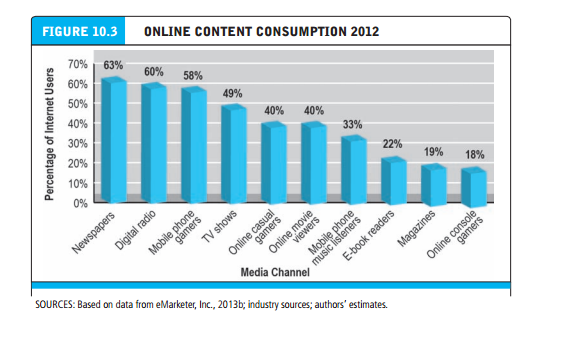 FIGURE 10.3 ONLINE CONTENT CONSUMPTION 2012
Percentage of Internet Users
70%
60%
50%
40%
30%
20%
10%
0%
63%
60%
58%
49%
40%
40%
33%
22%
19%
18%
Newspapers
Digital radio
Mobile phone
gamers
TV shows
Online casual
gamers
Online movie
viewers
Mobile phone
music listeners
E-book readers
Magazines
Online console
gamers
Media Channel
SOURCES: Based on data from eMarketer, Inc., 2013b; industry sources; authors’ estimates.